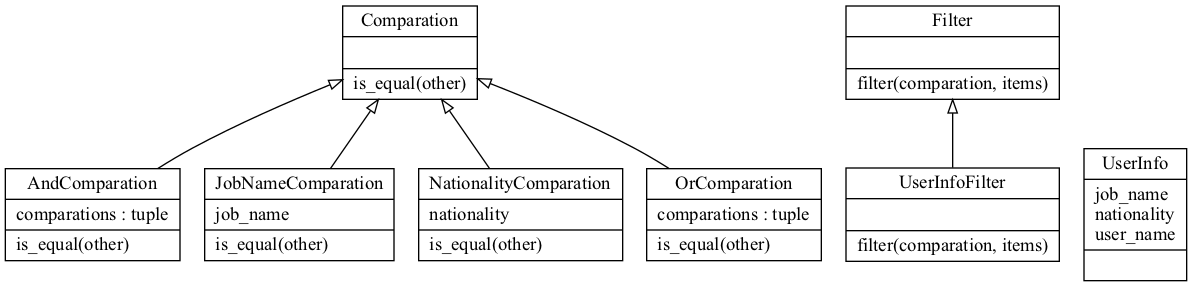 Comparation
is_equal(other)
Filter
filter(comparation, items)
AndComparation
comparations : tuple
is_equal(other)
JobNameComparation
job_name
is_equal(other)
NationalityComparation
nationality
is_equal(other)
OrComparation
comparations : tuple
is_equal(other)
UserInfoFilter
filter(comparation, items)
UserInfo
job_name
nationality
user_name